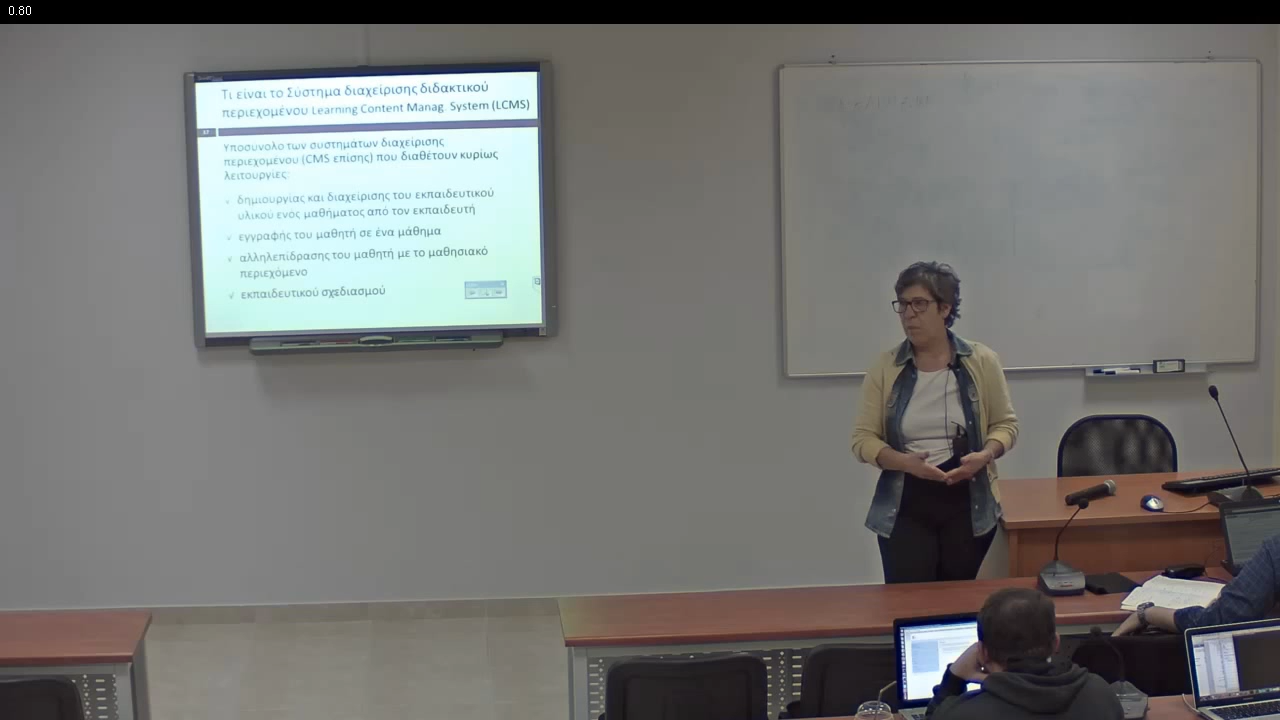 0.80
Τι είναι το Σύστημα διαχείρισης διδακτικού
περιεχομένου Learning Content Manag System (LCMS)
37
Υποσύνολο των συστημάτων διαχείρισης
περιεχομένου (CMS επίσης) που διαθέτουν κυρίως
λειτουργίες:
✓ δημιουργίας και διαχείρισης του εκπαιδευτικού
υλικού ενός μαθήματος από τον εκπαιδευτή
✓ εγγραφής του μαθητή σε ένα μάθημα
✓ αλληλεπίδρασης του μαθητή με το μαθησιακό
περιεχόμενο
✓ εκπαιδευτικού σχεδιασμού